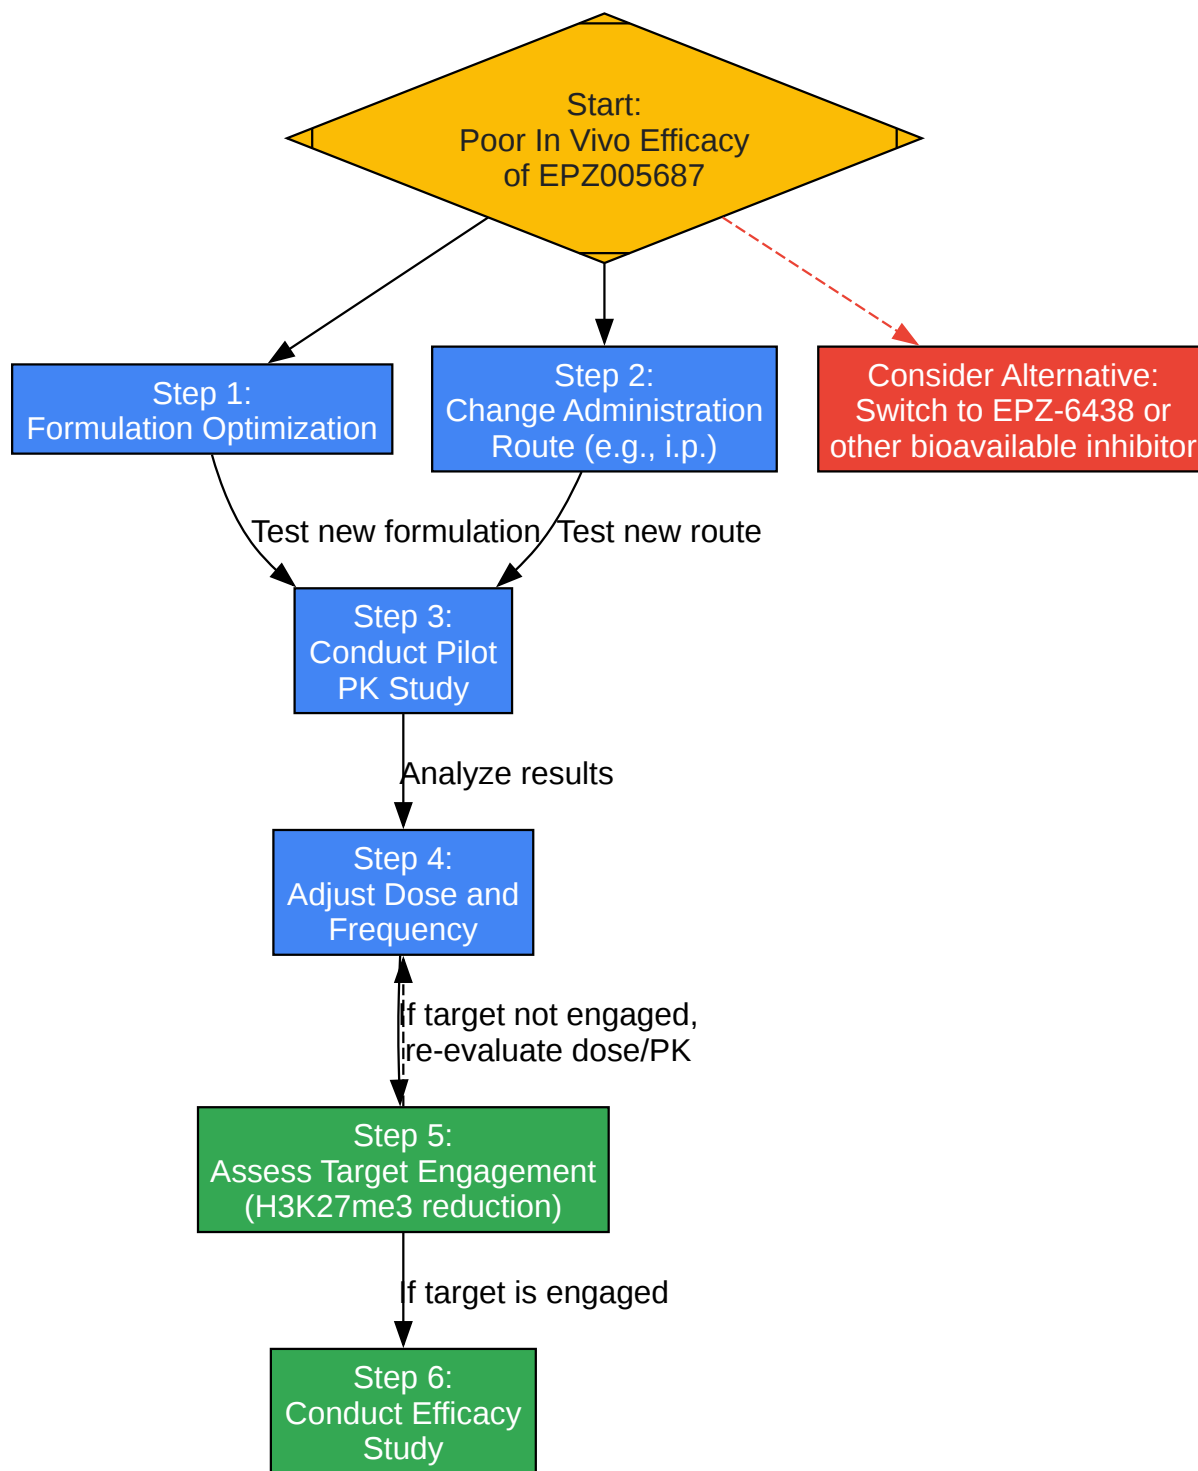 Start:
Poor In Vivo Efficacy
of EPZ005687
Step 1:
Formulation Optimization
Step 2:
Change Administration
Route (e.g., i.p.)
Consider Alternative:
Switch to EPZ-6438 or
other bioavailable inhibitor
Test new formulation
Test new route
Step 3:
Conduct Pilot
PK Study
Analyze results
Step 4:
Adjust Dose and
Frequency
If target not engaged,
re-evaluate dose/PK
Step 5:
Assess Target Engagement
(H3K27me3 reduction)
If target is engaged
Step 6:
Conduct Efficacy
Study